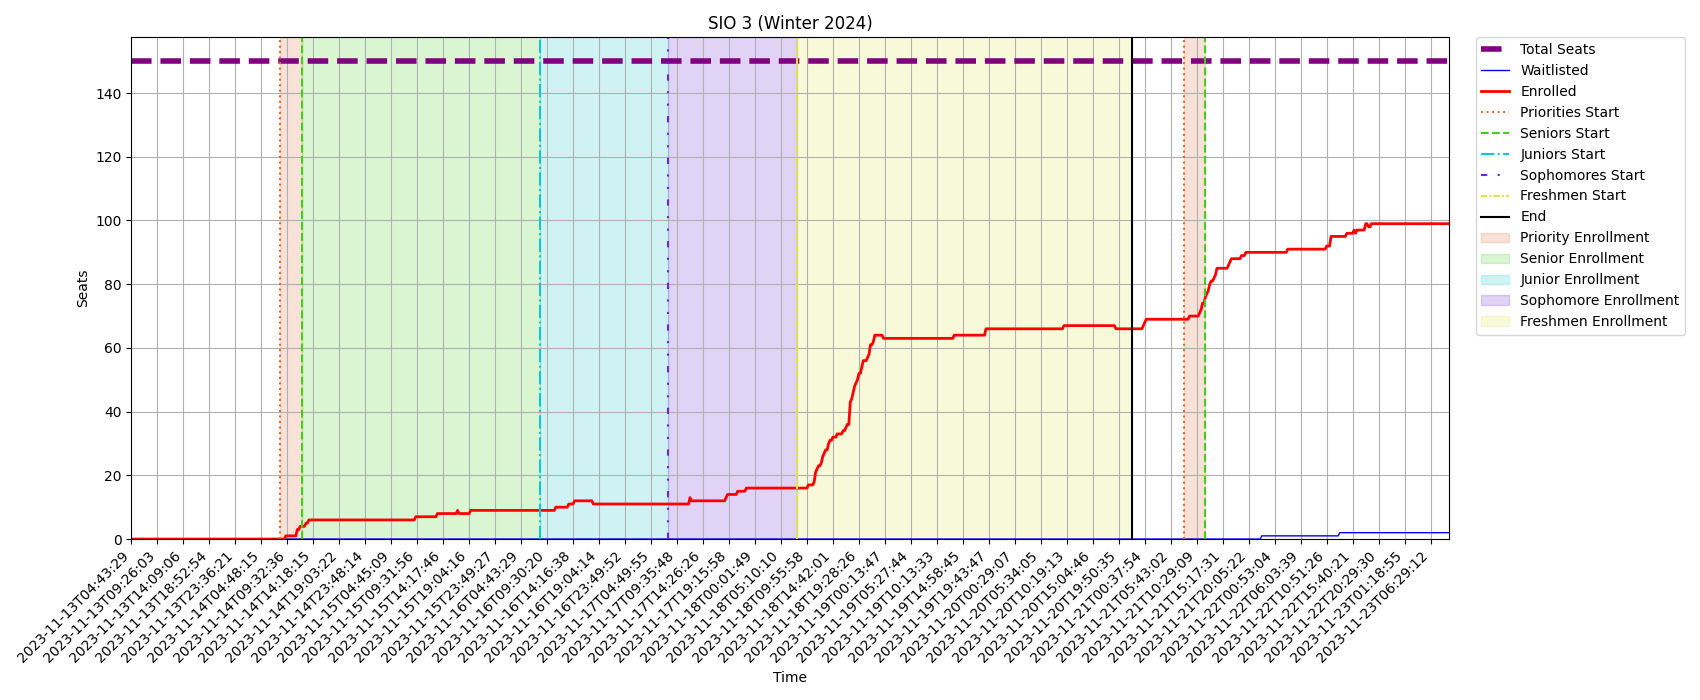 SIO 3 (Winter 2024)
Seats
140
120
100
80
60
40
20
0
2023-11-13T04:43:29
2023-11-13T09:26:03
2023-11-13T14:09:06
2023-11-13T18:52:54
2023-11-13T23:36:21
2023-11-14T04:48:15
2023-11-14T09:32:36
2023-11-14T14:18:15
2023-11-14T19:03:22
2023-11-14T23:48:14
2023-11-15T04:45:09
2023-11-15T09:31:56
2023-11-15T14:17:46
2023-11-15T19:04:16
2023-11-15T23:49:27
2023-11-16T04:43:29
2023-11-16T09:30:20
2023-11-16T14:16:38
2023-11-16T19:04:14
2023-11-16T23:49:52
2023-11-17T04:49:55
2023-11-17T09:35:48
2023-11-17T14:26:26
2023-11-17T19:15:58
2023-11-18T00:01:49
2023-11-18T05:10:10
2023-11-18T09:55:58
2023-11-18T14:42:01
2023-11-18T19:28:26
2023-11-19T00:13:47
2023-11-19T05:27:44
2023-11-19T10:13:33
2023-11-19T14:58:45
2023-11-19T19:43:47
2023-11-20T00:29:07
2023-11-20T05:34:05
2023-11-20T10:19:13
2023-11-20T15:04:46
2023-11-20T19:50:35
2023-11-21T00:37:54
2023-11-21T05:43:02
2023-11-21T10:29:09
2023-11-21T15:17:31
2023-11-21T20:05:22
2023-11-22T00:53:04
2023-11-22T06:03:39
2023-11-22T10:51:26
2023-11-22T15:40:21
2023-11-22T20:29:30
2023-11-23T01:18:55
2023-11-23T06:29:12
Time
Total Seats
Waitlisted
Enrolled
Priorities Start
Seniors Start
Juniors Start
Sophomores Start
Freshmen Start
End
Priority Enrollment
Senior Enrollment
Junior Enrollment
Sophomore Enrollment
Freshmen Enrollment